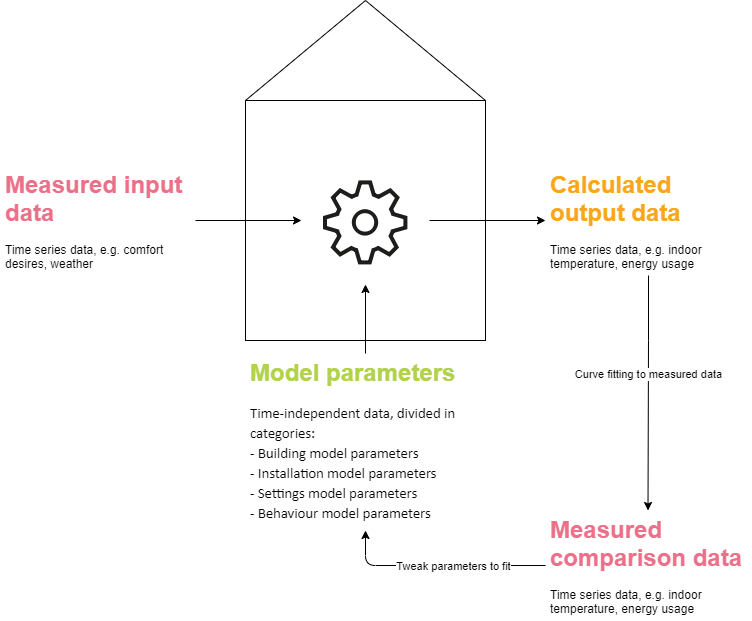 Measured input
data
Time series data, e.g. comfort
desires, weather
Calculated
output data
Time series data, e.g. indoor
temperature, energy usage
Curve fitting to measured data
Model parameters
Time-independent data, divided in
categories:
- Building model parameters
- Installation model parameters
- Settings model parameters
- Behaviour model parameters
Tweak parameters to fit
Measured
comparison data
Time series data, e.g. indoor
temperature, energy usage